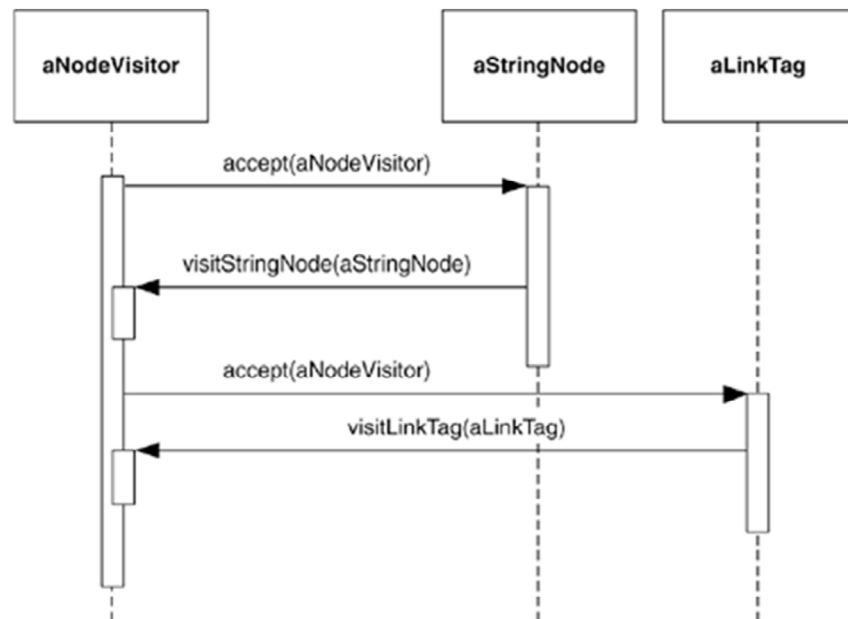 aNodeVisitor
aStringNode
aLinkTag
accept(aNodeVisitor)
visitStringNode(aStringNode)
accept(aNodeVisitor)
visitLinkTag(aLinkTag)